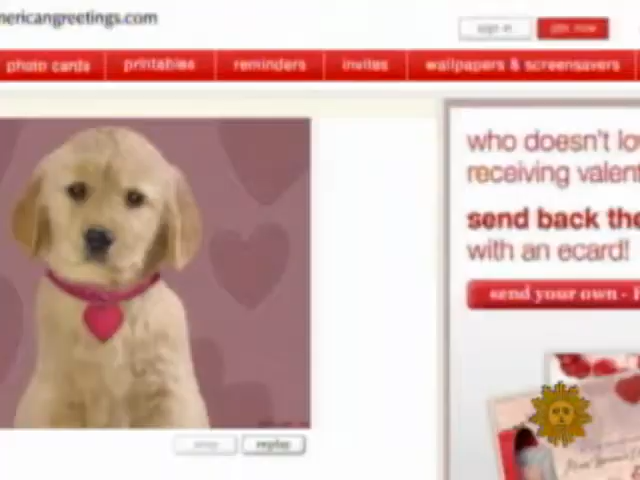 nericangreetings.com
sign in
join now
photo cards
printables
reminders
invites
wallpapers & screensavers
who doesn't lo
receiving valent
send back the
with an ecard!
send your own - F
replay